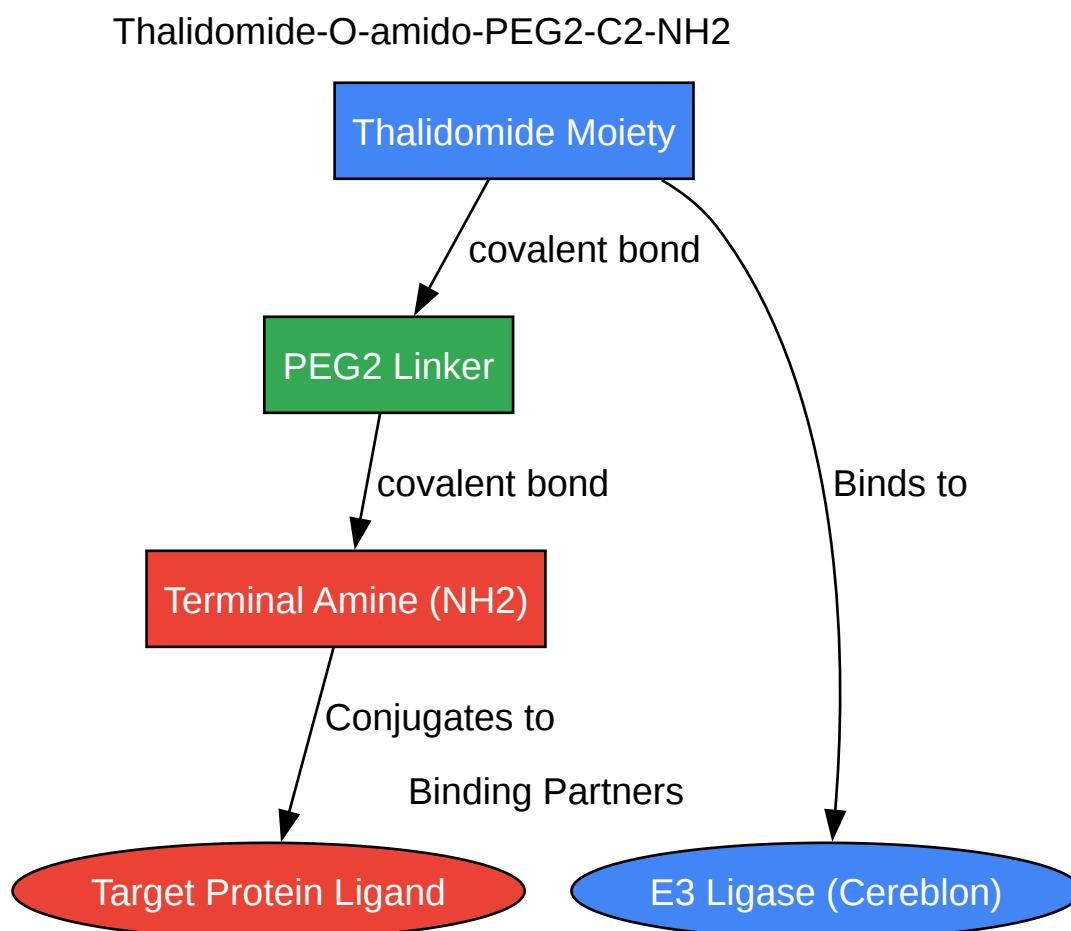 Thalidomide-O-amido-PEG2-C2-NH2
Thalidomide Moiety
covalent bond
PEG2 Linker
covalent bond
Binds to
Terminal Amine (NH2)
Conjugates to
Binding Partners
Target Protein Ligand
E3 Ligase (Cereblon)